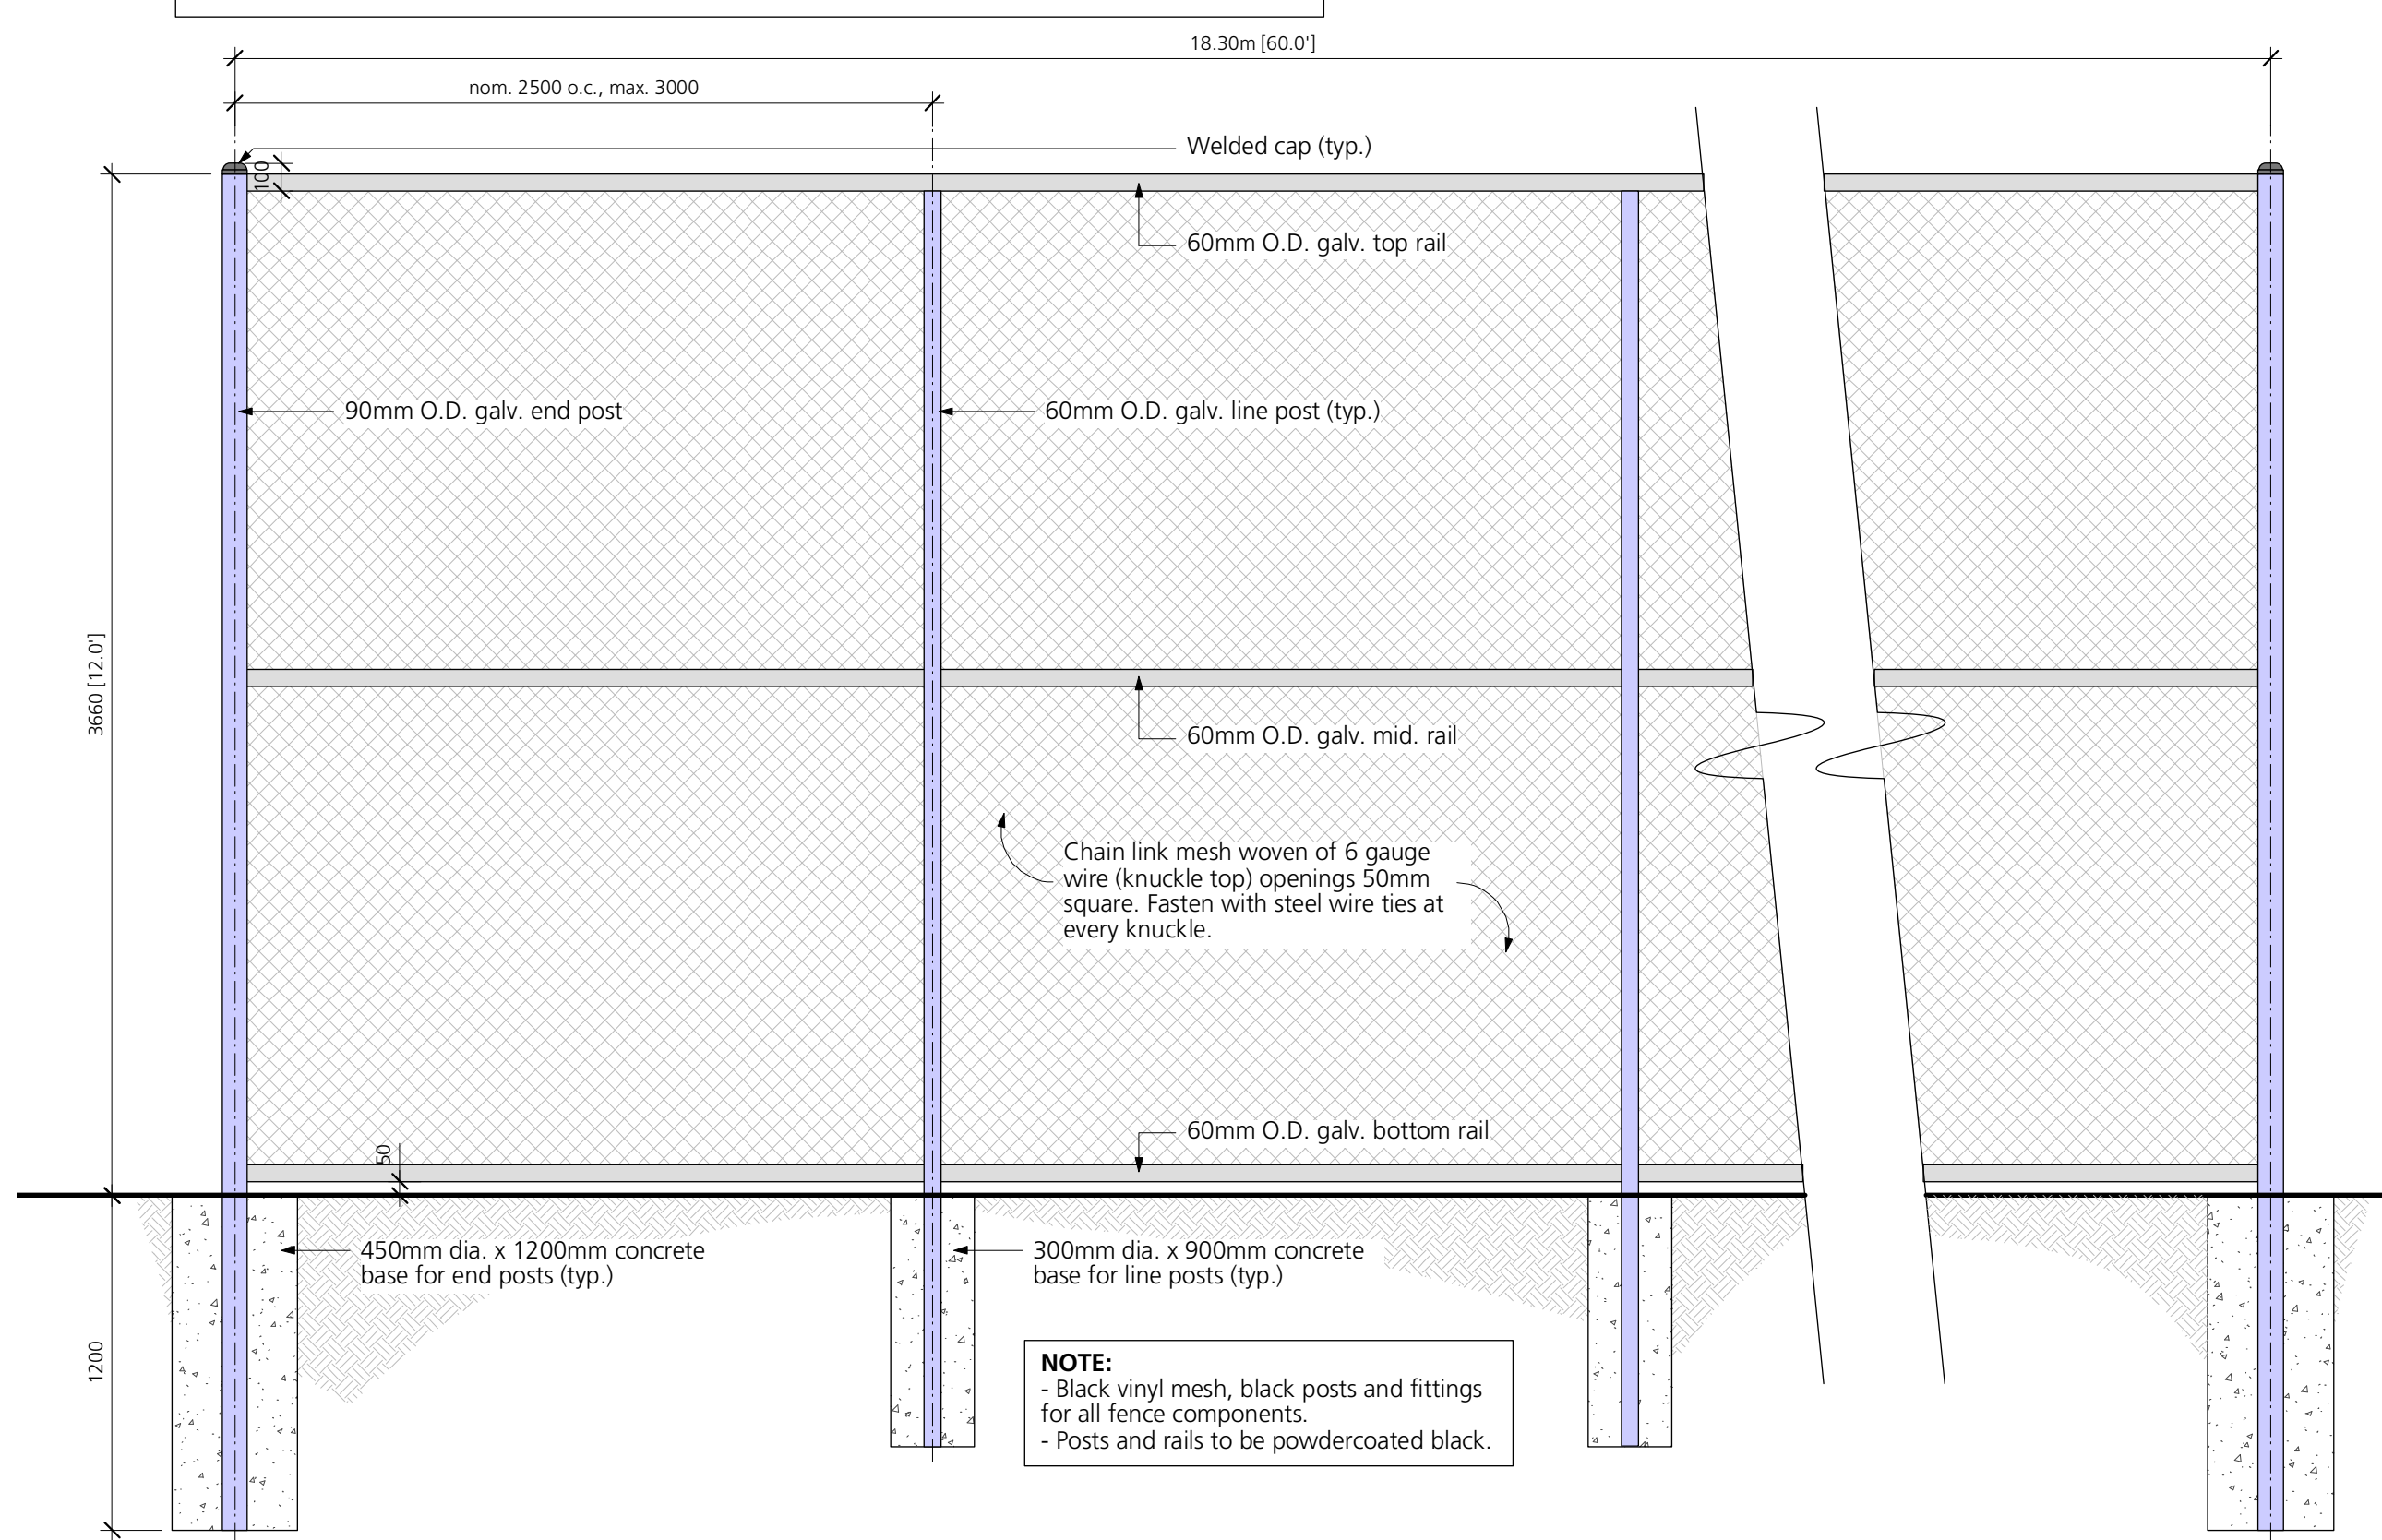 18.30m [60.0']
nom. 2500 o.c., max. 3000
Welded cap (typ.)
100
60mm O.D. galv. top rail
90mm O.D. galv. end post
60mm O.D. galv. line post (typ.)
3660 [12.0']
60mm O.D. galv. mid. rail
Chain link mesh woven of 6 gauge
wire (knuckle top) openings 50mm
square. Fasten with steel wire ties at
every knuckle.
60mm O.D. galv. bottom rail
50
450mm dia. x 1200mm concrete
base for end posts (typ.)
300mm dia. x 900mm concrete
base for line posts (typ.)
1200
NOTE:
- Black vinyl mesh, black posts and fittings
for all fence components.
- Posts and rails to be powdercoated black.